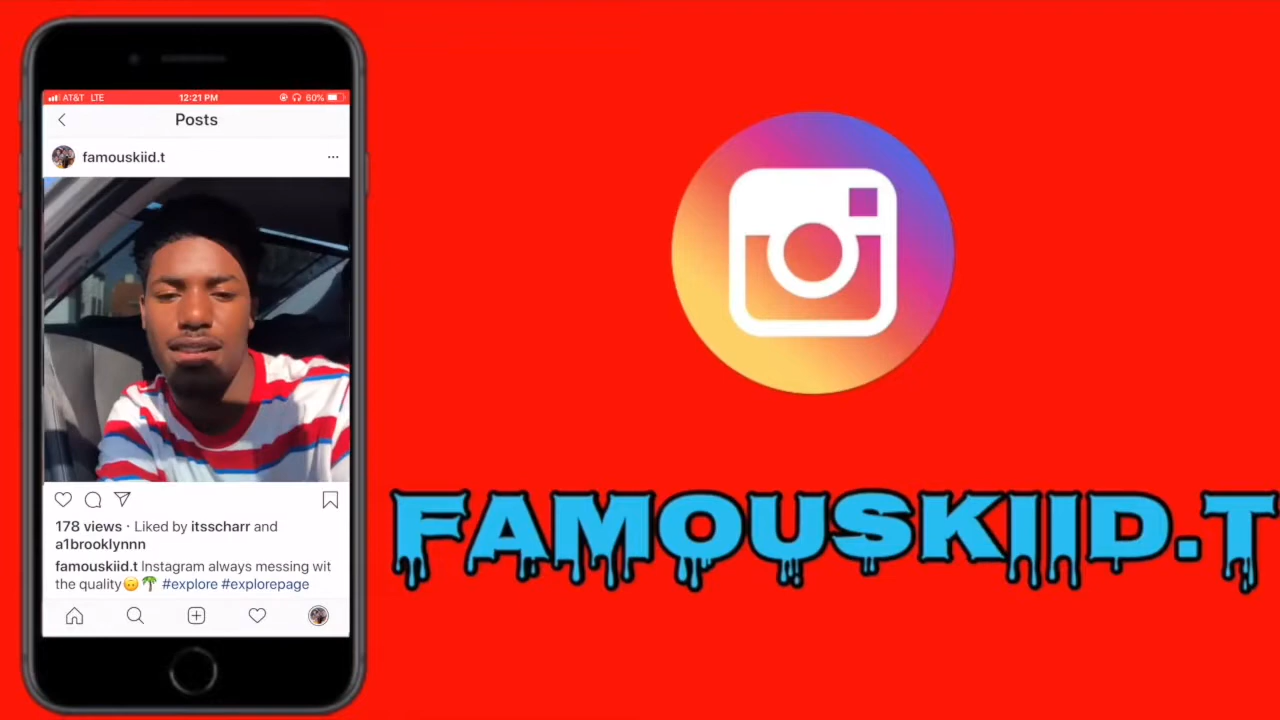 AT&T LTE 12:21 PM 60%
Posts
famouskiid.t
178 views · Liked by itsscharr and
a1brooklynnn
famouskiid.t Instagram always messing wit
the quality🙃🌴 #explore #explorepage
FAMOUSKIID.T